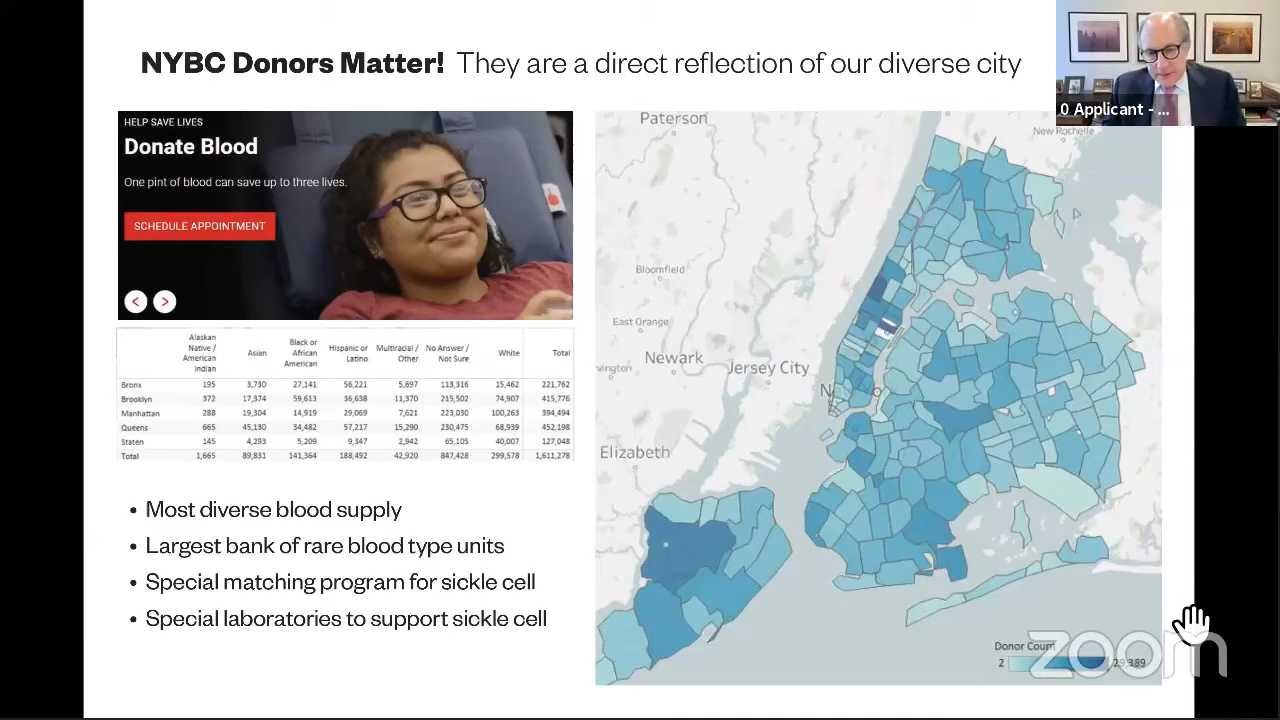 NYBC Donors Matter! They are a direct reflection of our diverse city
0 Applicant - ...
HELP SAVE LIVES
Donate Blood
One pint of blood can save up to three lives.
SCHEDULE APPOINTMENT
Alaskan Native / American indian Asian Black or African American Hispanic or Latino Multiracial / Other No Answer / Not Sure White Total
Bronx 195 3,730 27,141 56,221 5,697 113,316 15,462 221,762
Brooklyn 372 17,374 59,613 36,638 11,370 215,502 74,907 415,776
Manhattan 288 19,304 14,919 29,069 7,621 223,030 100,263 394,494
Queens 665 45,130 34,482 57,217 15,290 230,475 68,939 452,198
Staten 145 4,293 5,209 9,347 2,942 65,105 40,007 127,048
Total 1,665 89,831 141,364 188,492 42,920 847,428 299,578 1,611,278
Most diverse blood supply
Largest bank of rare blood type units
Special matching program for sickle cell
Special laboratories to support sickle cell
Paterson
New Rochelle
Bloomfield
East Orange
Newark
Jersey City
Elizabeth
Donor Count
2
zoom